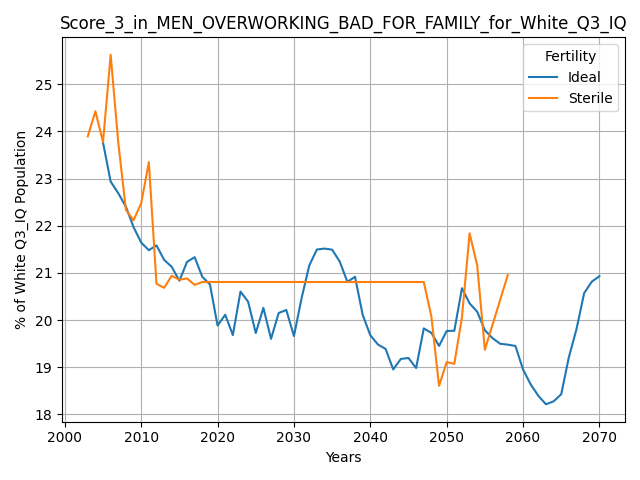 Score_3_in_MEN_OVERWORKING_BAD_FOR_FAMILY_for_White_Q3_IQ
% of White Q3_IQ Population
25
24
23
22
21
20
19
18
Fertility
Ideal
Sterile
2000 2010 2020 2030 2040 2050 2060 2070
Years